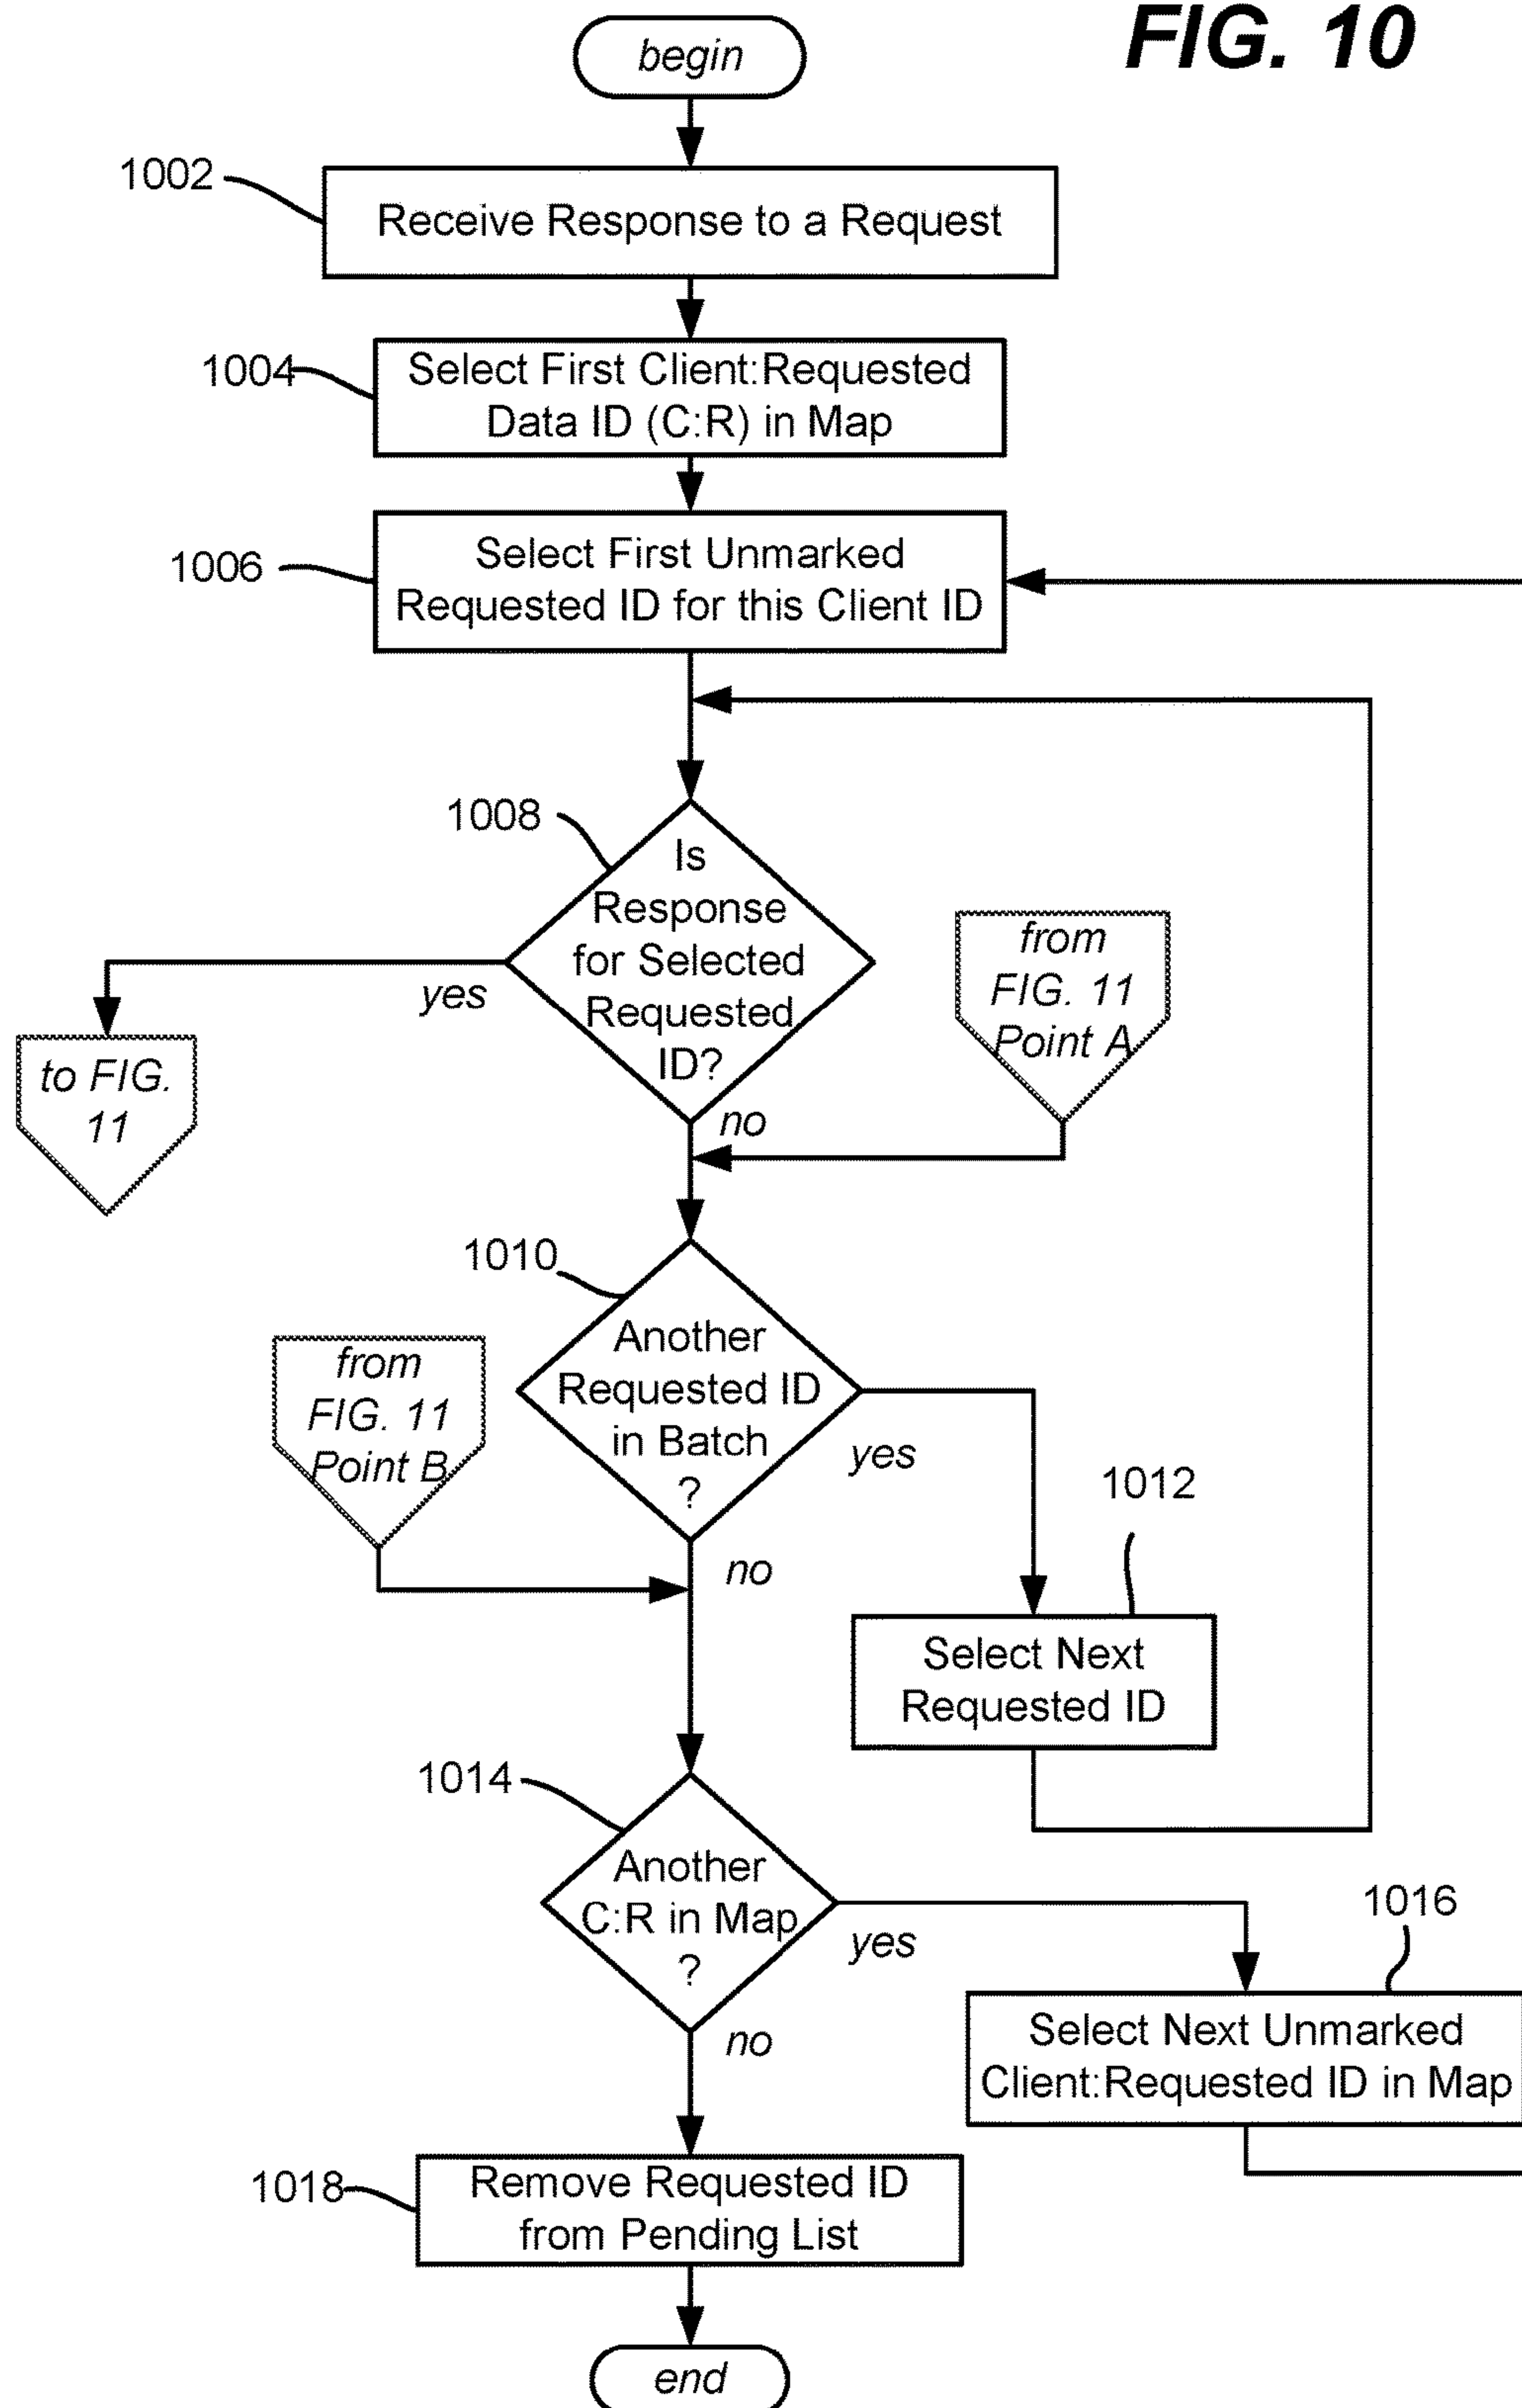 FIG. 10
begin
1002
Receive Response to a Request
1004
Select First Client:Requested
Data ID (C:R) in Map
1006
Select First Unmarked
Requested ID for this Client ID
1008
Is
Response
for Selected
Requested
ID?
yes
no
to FIG.
11
from
FIG. 11
Point A
1010
Another
Requested ID
in Batch
?
yes
no
from
FIG. 11
Point B
1012
Select Next
Requested ID
1014
Another
C:R in Map
?
yes
no
1016
Select Next Unmarked
Client:Requested ID in Map
1018
Remove Requested ID
from Pending List
end